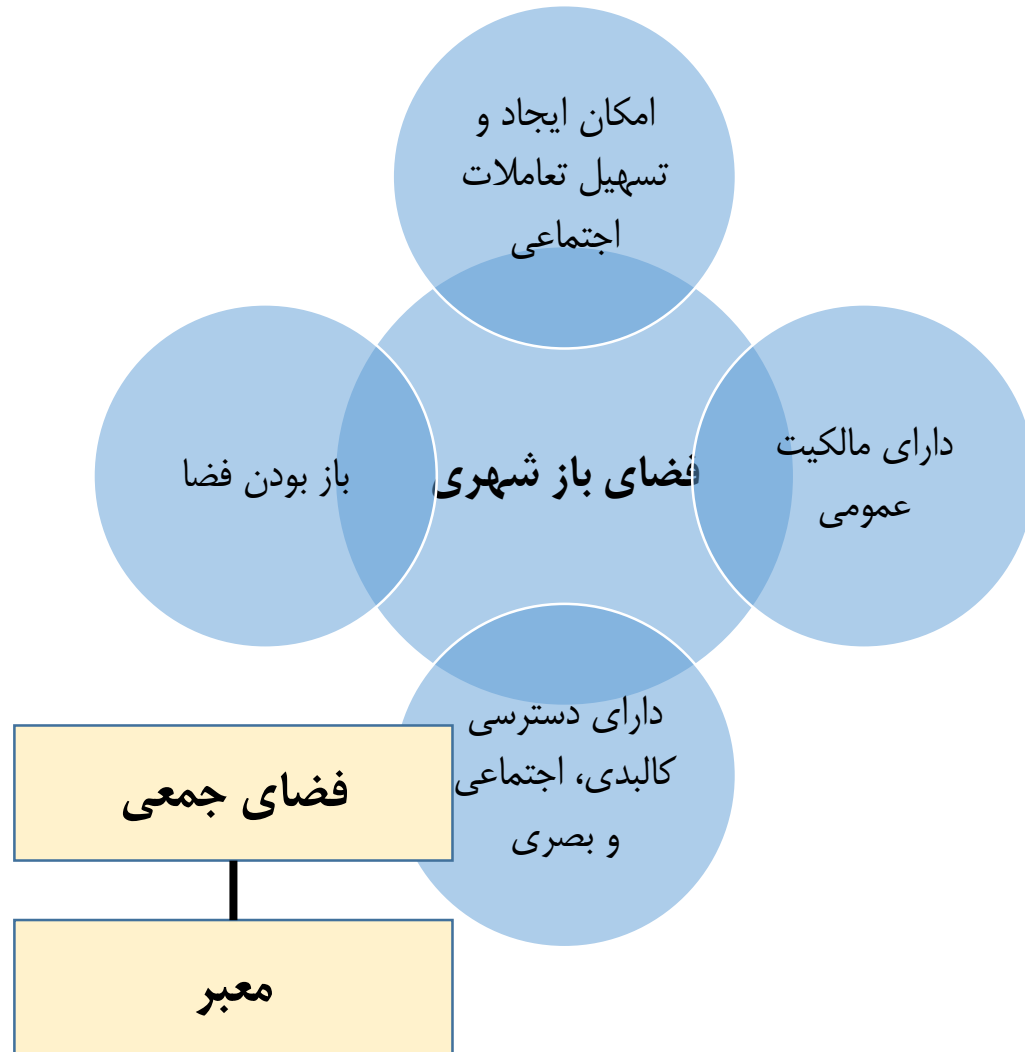 امکان ایجاد و
تسهیل تعاملات
اجتماعی
دارای مالکیت
عمومی
فضای باز شهری
باز بودن فضا
دارای دسترسی
کالبدی، اجتماعی
و بصری
فضای جمعی
معبر